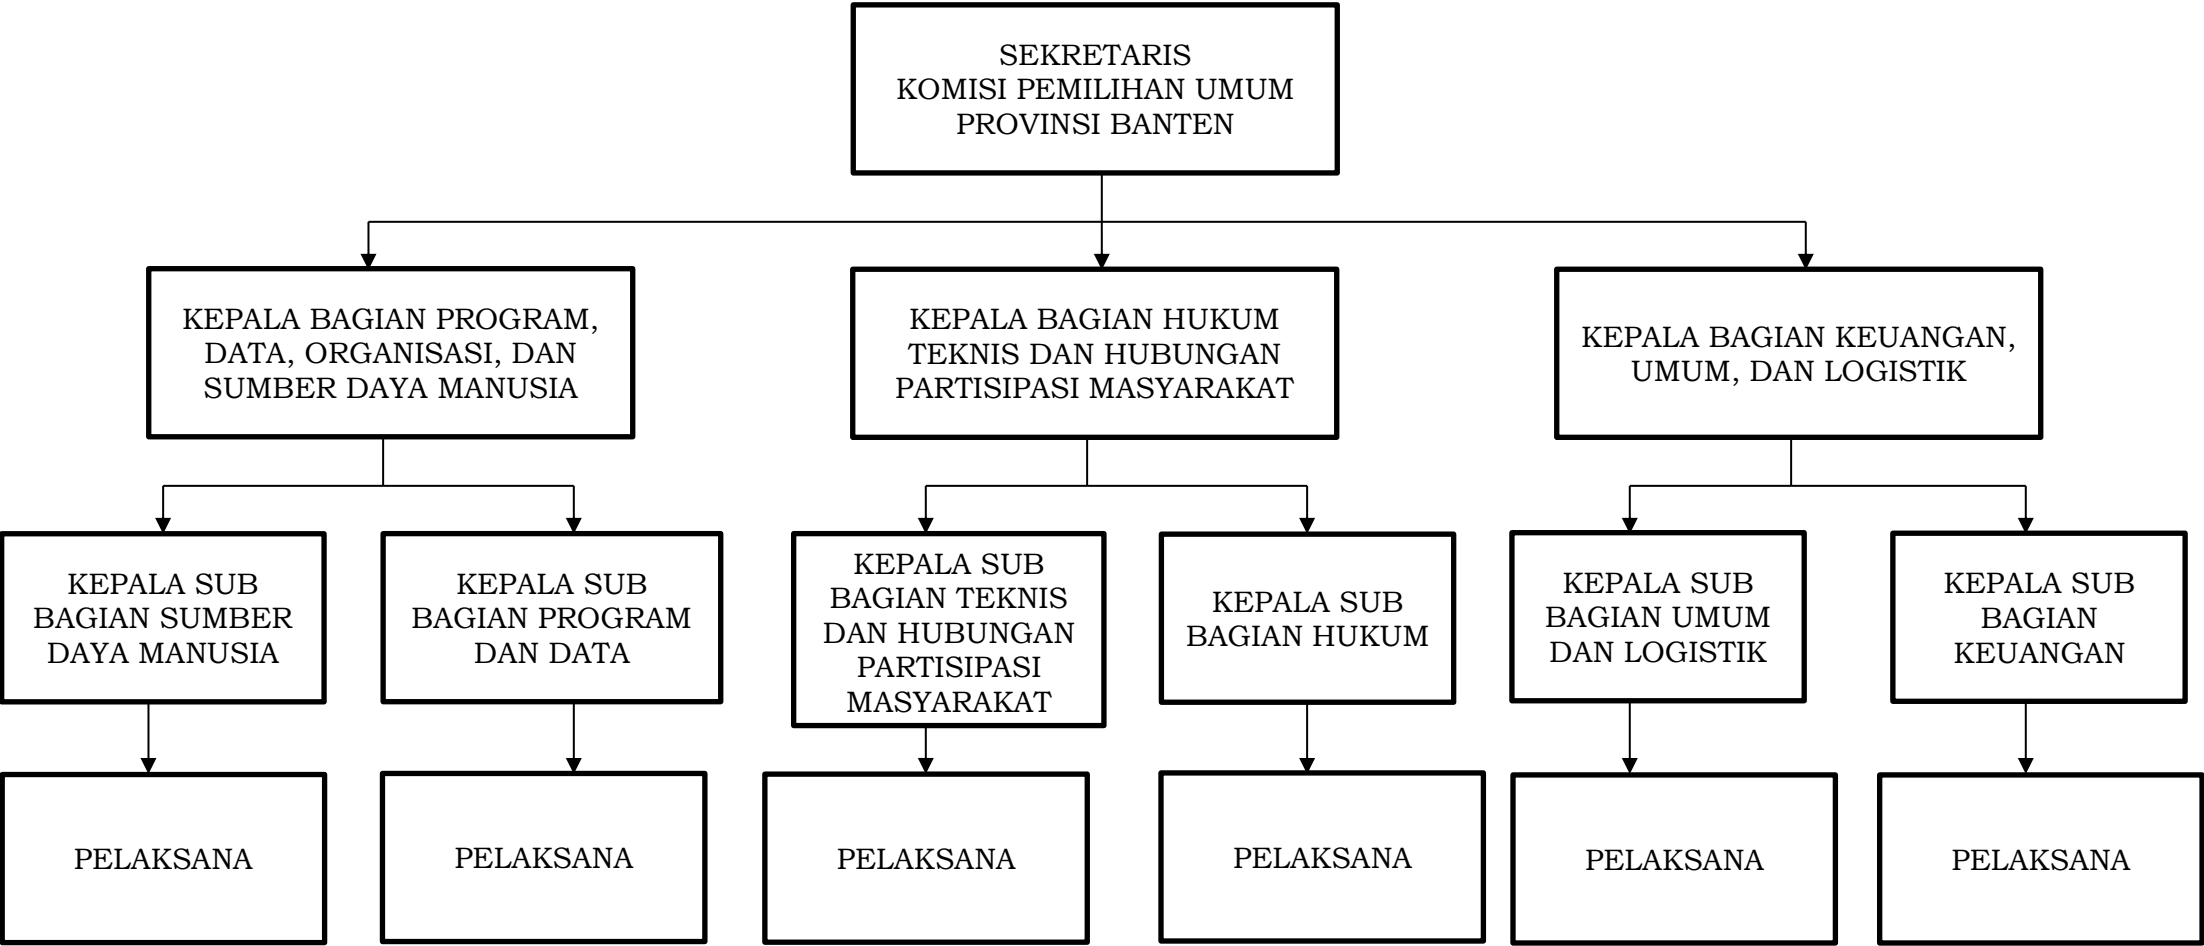 SEKRETARIS
KOMISI PEMILIHAN UMUM
PROVINSI BANTEN
KEPALA BAGIAN PROGRAM,
DATA, ORGANISASI, DAN
SUMBER DAYA MANUSIA
KEPALA BAGIAN HUKUM
TEKNIS DAN HUBUNGAN
PARTISIPASI MASYARAKAT
KEPALA BAGIAN KEUANGAN,
UMUM, DAN LOGISTIK
KEPALA SUB
BAGIAN SUMBER
DAYA MANUSIA
KEPALA SUB
BAGIAN PROGRAM
DAN DATA
KEPALA SUB
BAGIAN TEKNIS
DAN HUBUNGAN
PARTISIPASI
MASYARAKAT
KEPALA SUB
BAGIAN HUKUM
KEPALA SUB
BAGIAN UMUM
DAN LOGISTIK
KEPALA SUB
BAGIAN
KEUANGAN
PELAKSANA
PELAKSANA
PELAKSANA
PELAKSANA
PELAKSANA
PELAKSANA